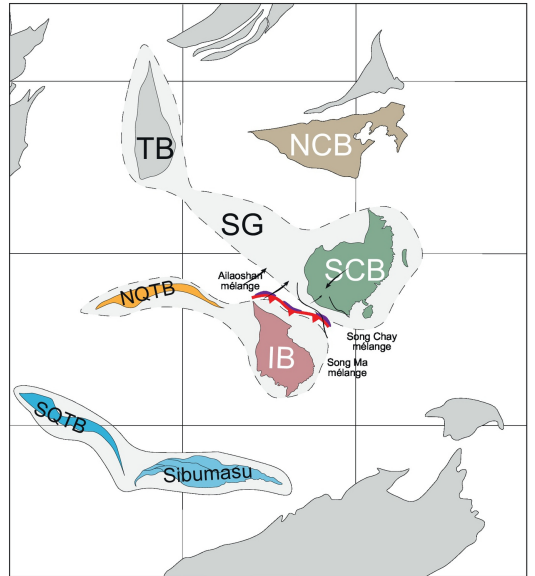 TB
NCB
SG
SCB
Ailaoshan
mélange
NQTB
Song Chay
mélange
IB
Song Ma
mélange
SQTB
Sibumasu